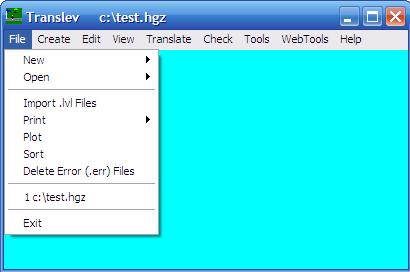 Translev c:\test.hgz
File Create Edit View Translate Check Tools WebTools Help
New
Open
Import .lvl Files
Print
Plot
Sort
Delete Error (.err) Files
1 c:\test.hgz
Exit